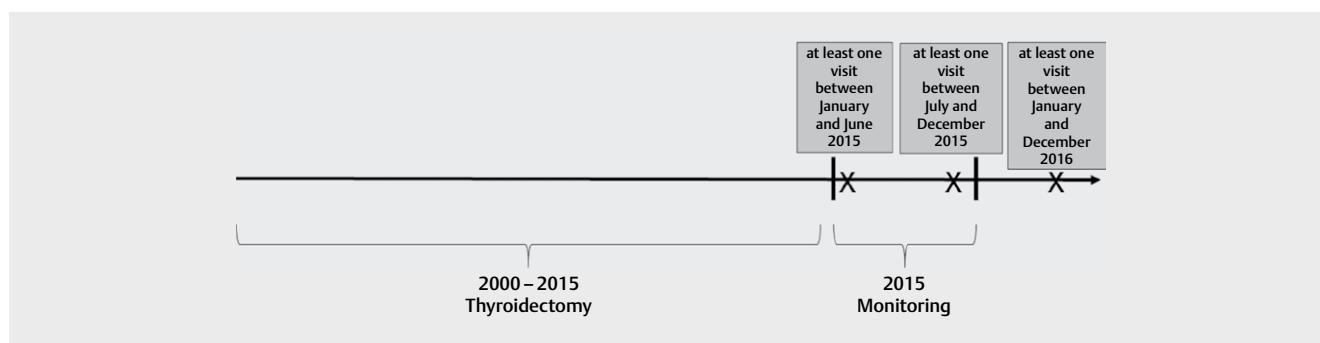 at least one
visit
between
January
and June
2015
at least one
visit
between
July and
December
2015
at least one
visit
between
January
and
December
2016
X
X
X
2000 – 2015
Thyroidectomy
2015
Monitoring